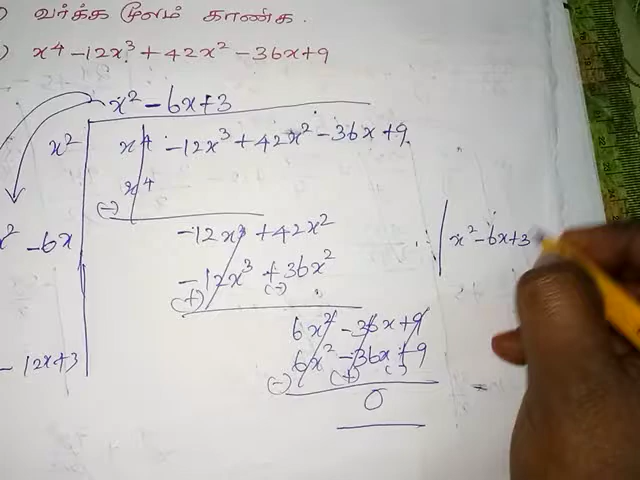 ) வர்க்க மூலம் காண்க.
) x⁴ -12x³ + 42x² - 36x + 9
x² - 6x + 3
x² x⁴ -12x³ + 42x² - 36x + 9
x⁴
(-)
-12x³ + 42x²
x² - 6x -12x³ + 36x²
(+) (-)
|x² - 6x + 3
6x² - 36x + 9
- 12x + 3 6x² - 36x + 9
(-) (+) (-)
0